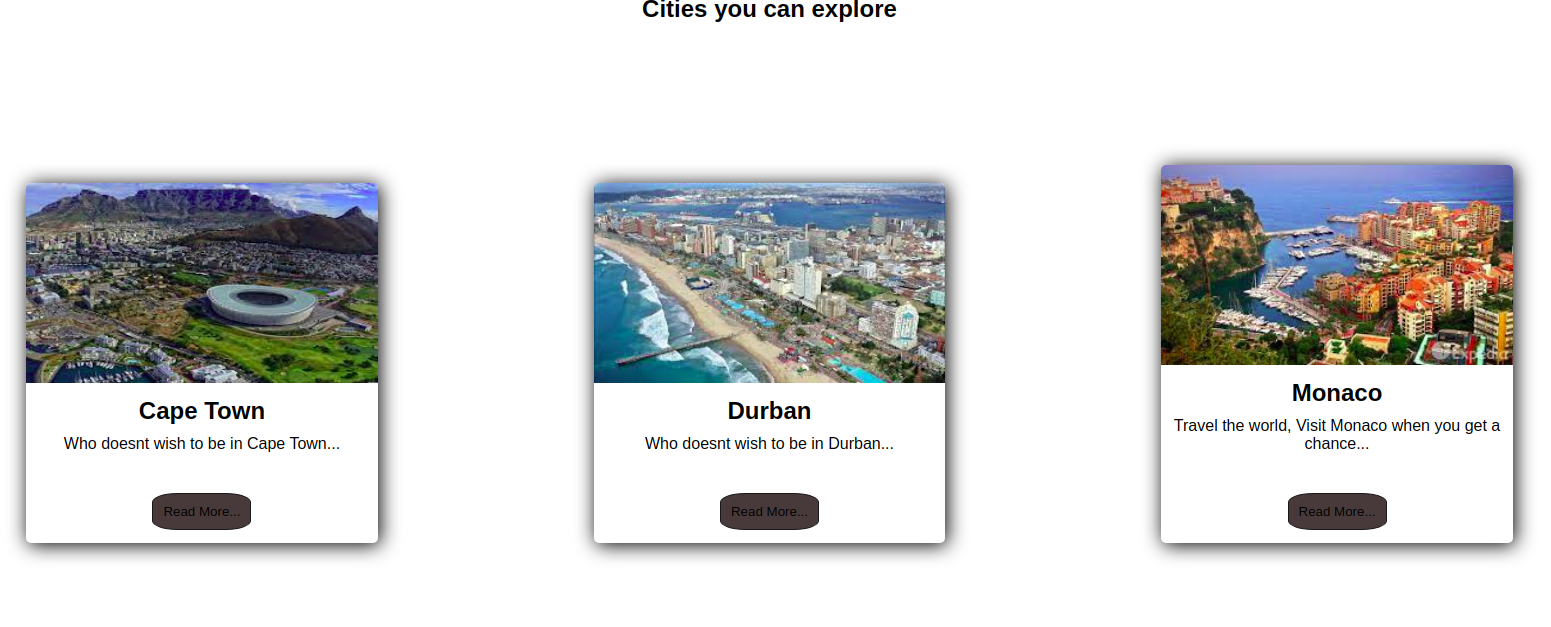 Cities you can explore
Cape Town
Who doesnt wish to be in Cape Town...
Read More...
Durban
Who doesnt wish to be in Durban...
Read More...
Expedia
Monaco
Travel the world, Visit Monaco when you get a
chance...
Read More...